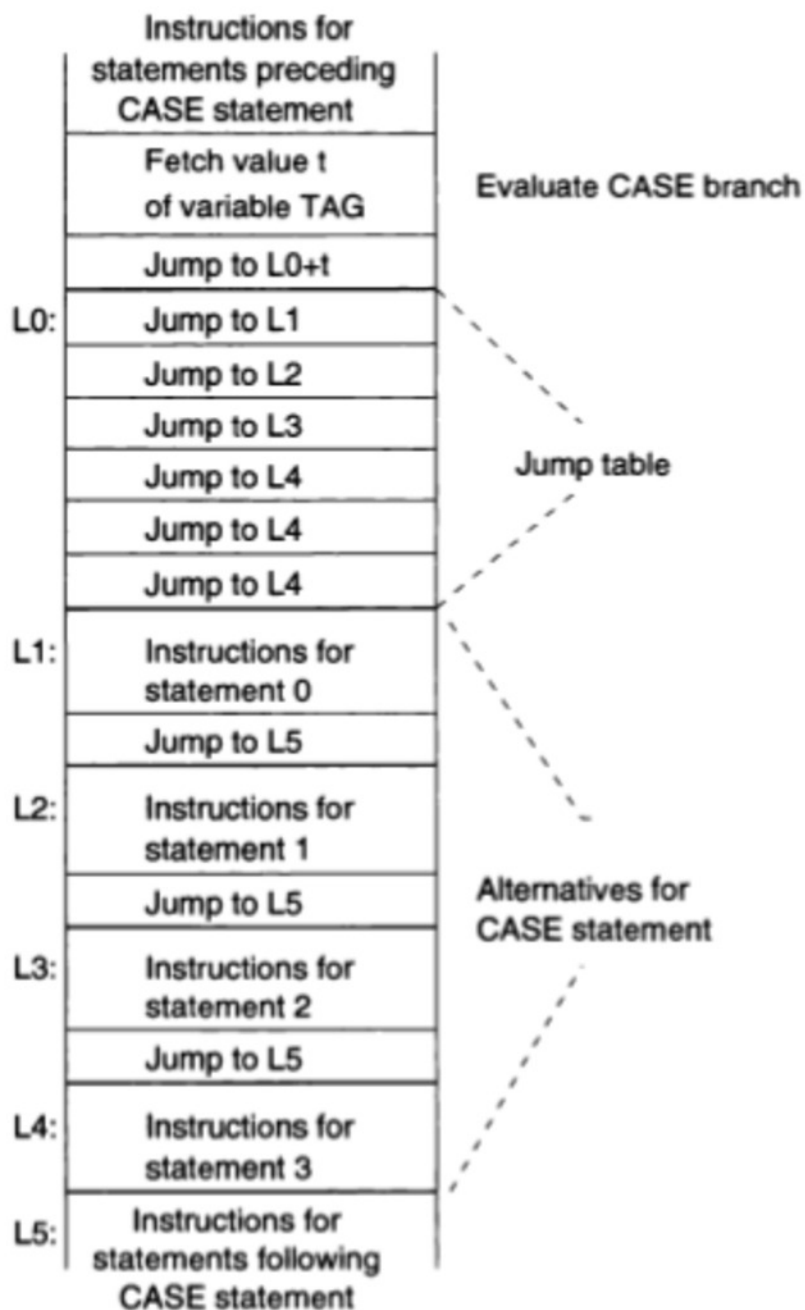 Instructions for
statements preceding
CASE statement
Fetch value t
of variable TAG
Evaluate CASE branch
Jump to L0+t
L0: Jump to L1
Jump to L2
Jump to L3
Jump table
Jump to L4
Jump to L4
Jump to L4
L1: Instructions for
statement 0
Jump to L5
L2: Instructions for
statement 1
Jump to L5
Alternatives for
CASE statement
L3: Instructions for
statement 2
Jump to L5
L4: Instructions for
statement 3
L5: Instructions for
statements following
CASE statement